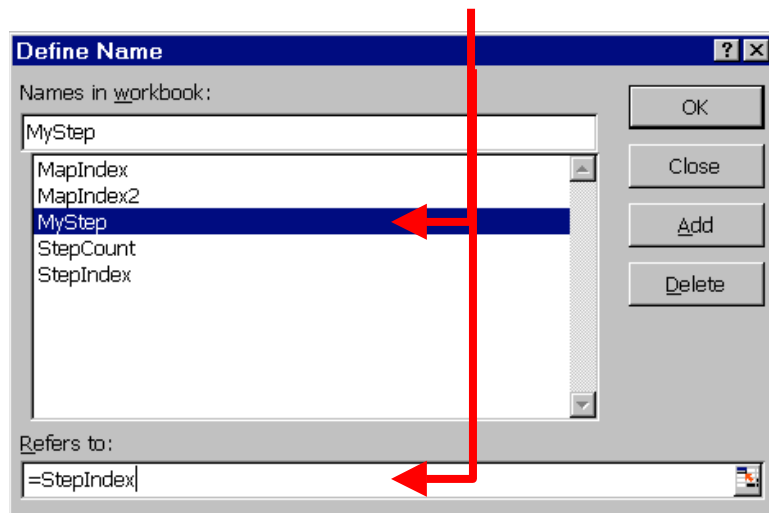 Define Name
Names in workbook:
OK
MyStep
MapIndex
Close
MapIndex2
MyStep
Add
StepCount
StepIndex
Delete
Refers to:
=StepIndex